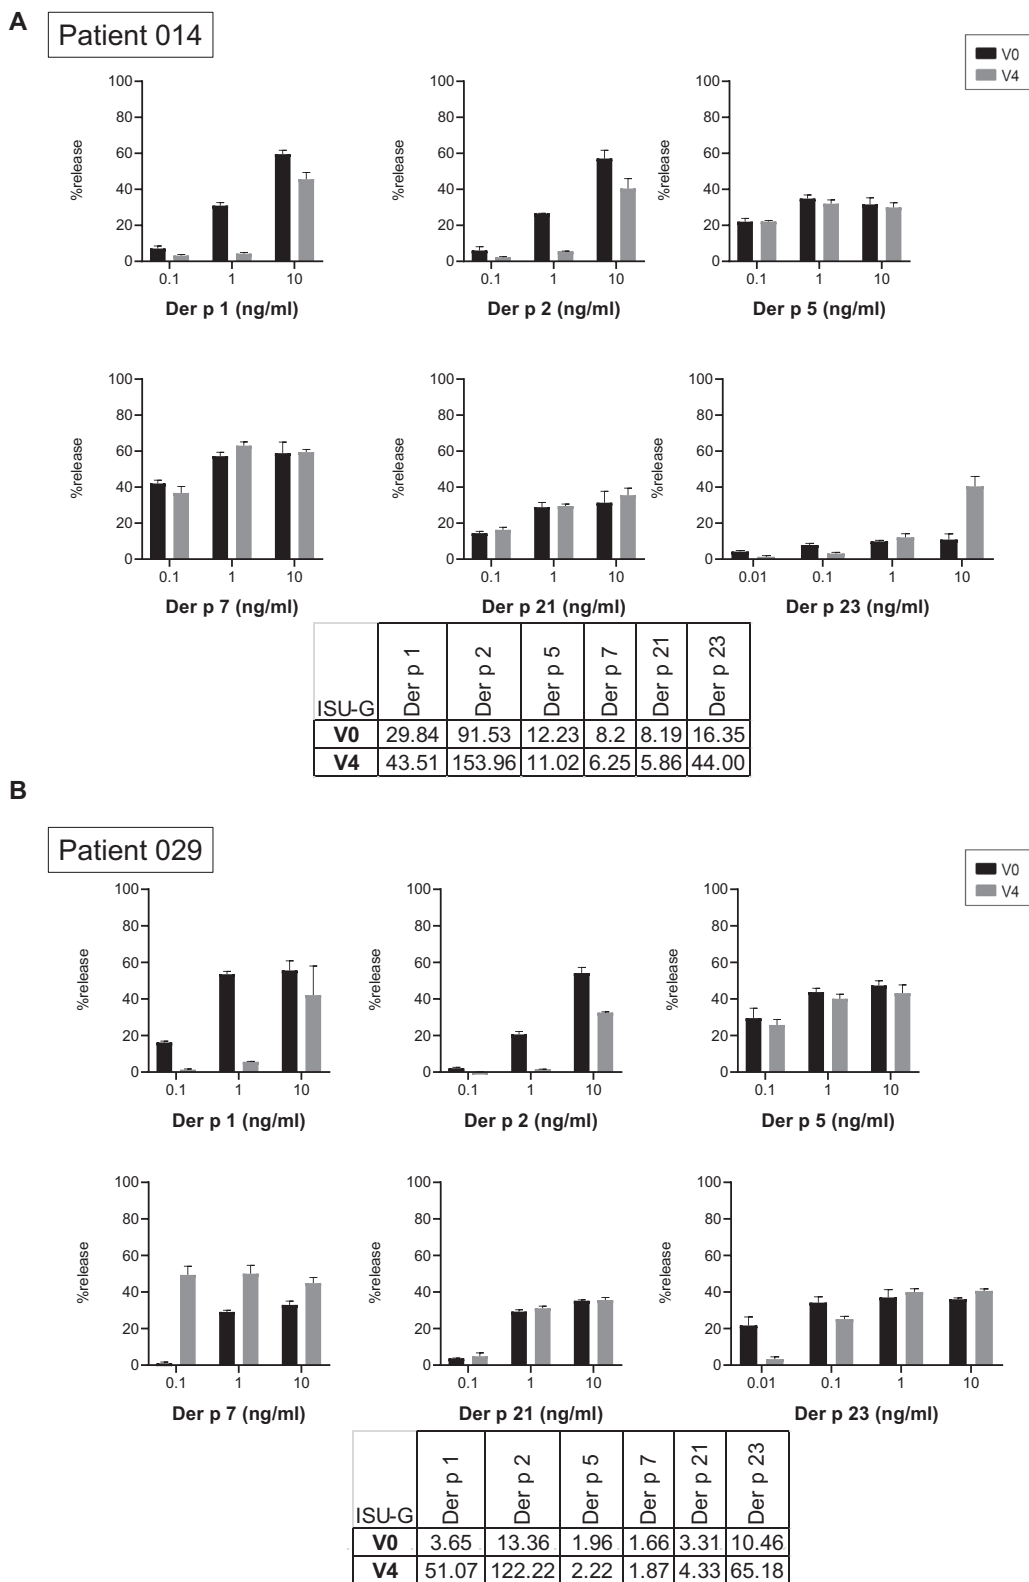 A
Patient 014
V0
V4
100
80
60
40
20
0
%release
0.1 1 10
Der p 1 (ng/ml)
100
80
60
40
20
0
%release
0.1 1 10
Der p 2 (ng/ml)
100
80
60
40
20
0
%release
0.1 1 10
Der p 5 (ng/ml)
100
80
60
40
20
0
%release
0.1 1 10
Der p 7 (ng/ml)
100
80
60
40
20
0
%release
0.1 1 10
Der p 21 (ng/ml)
100
80
60
40
20
0
%release
0.01 0.1 1 10
Der p 23 (ng/ml)
ISU-G Der p 1 Der p 2 Der p 5 Der p 7 Der p 21 Der p 23
V0 29.84 91.53 12.23 8.2 8.19 16.35
V4 43.51 153.96 11.02 6.25 5.86 44.00
B
Patient 029
V0
V4
100
80
60
40
20
0
%release
0.1 1 10
Der p 1 (ng/ml)
100
80
60
40
20
0
%release
0.1 1 10
Der p 2 (ng/ml)
100
80
60
40
20
0
%release
0.1 1 10
Der p 5 (ng/ml)
100
80
60
40
20
0
%release
0.1 1 10
Der p 7 (ng/ml)
100
80
60
40
20
0
%release
0.1 1 10
Der p 21 (ng/ml)
100
80
60
40
20
0
%release
0.01 0.1 1 10
Der p 23 (ng/ml)
ISU-G Der p 1 Der p 2 Der p 5 Der p 7 Der p 21 Der p 23
V0 3.65 13.36 1.96 1.66 3.31 10.46
V4 51.07 122.22 2.22 1.87 4.33 65.18